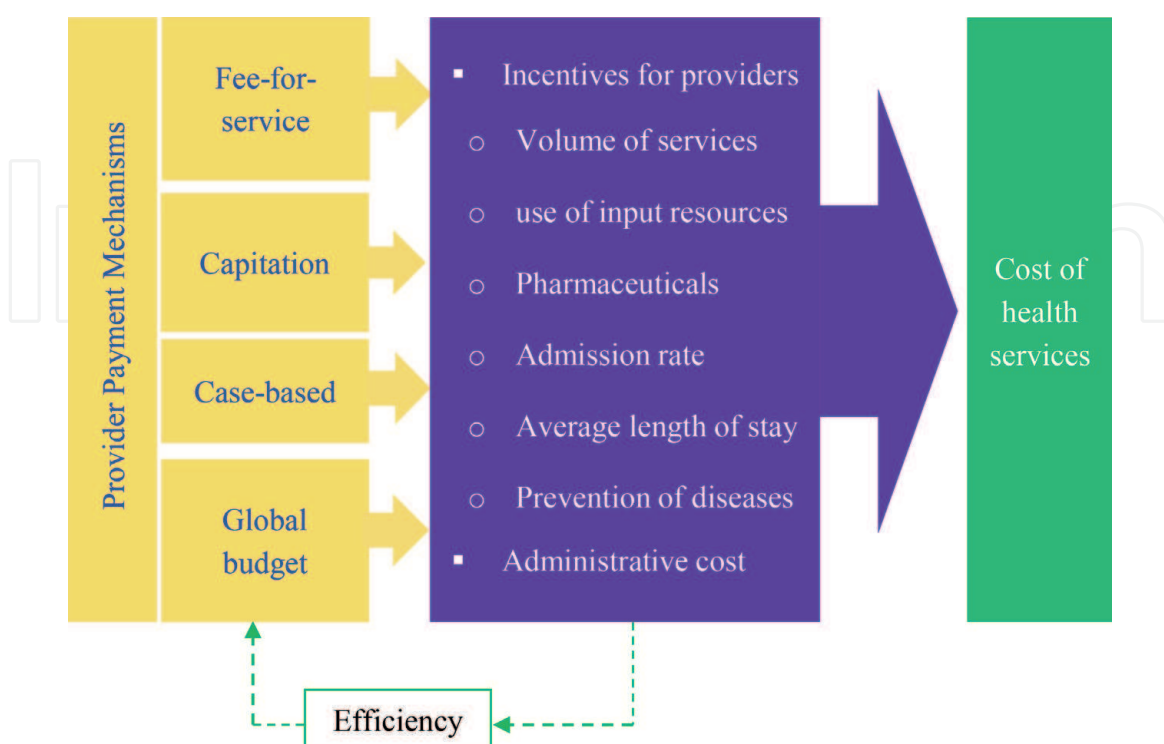 Provider Payment Mechanisms
Fee-for-
service
Capitation
Case-based
Global
budget
▪ Incentives for providers
○ Volume of services
○ use of input resources
○ Pharmaceuticals
○ Admission rate
○ Average length of stay
○ Prevention of diseases
▪ Administrative cost
Cost of
health
services
Efficiency